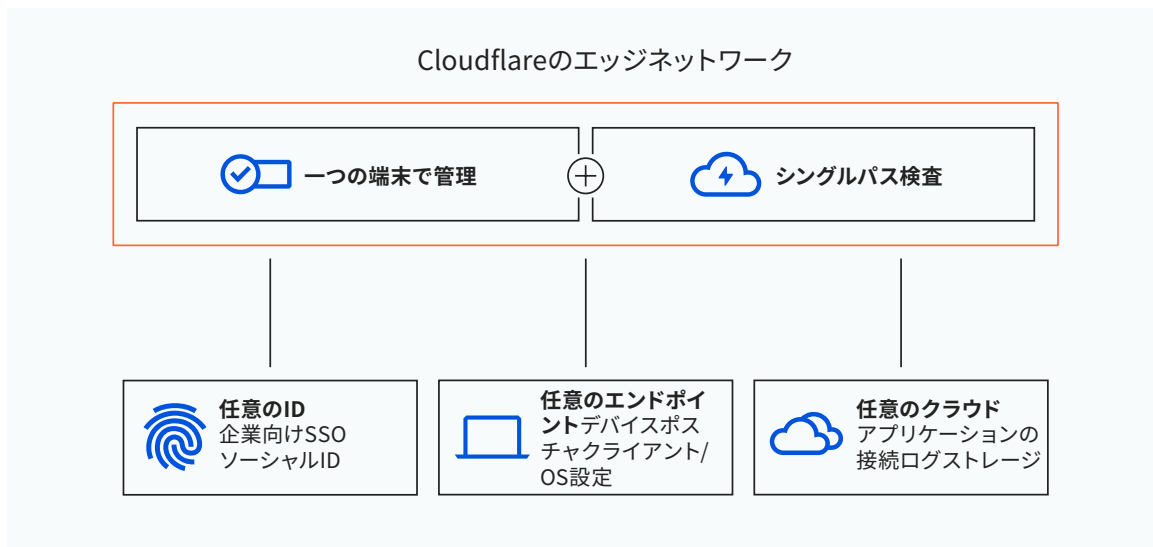 Cloudflareのエッジネットワーク
一つの端末で管理
シングルパス検査
任意のID
企業向けSSO
ソーシャルID
任意のエンドポイ
ントデバイスポス
チャクライアント/
OS設定
任意のクラウド
アプリケーションの
接続ログストレージ